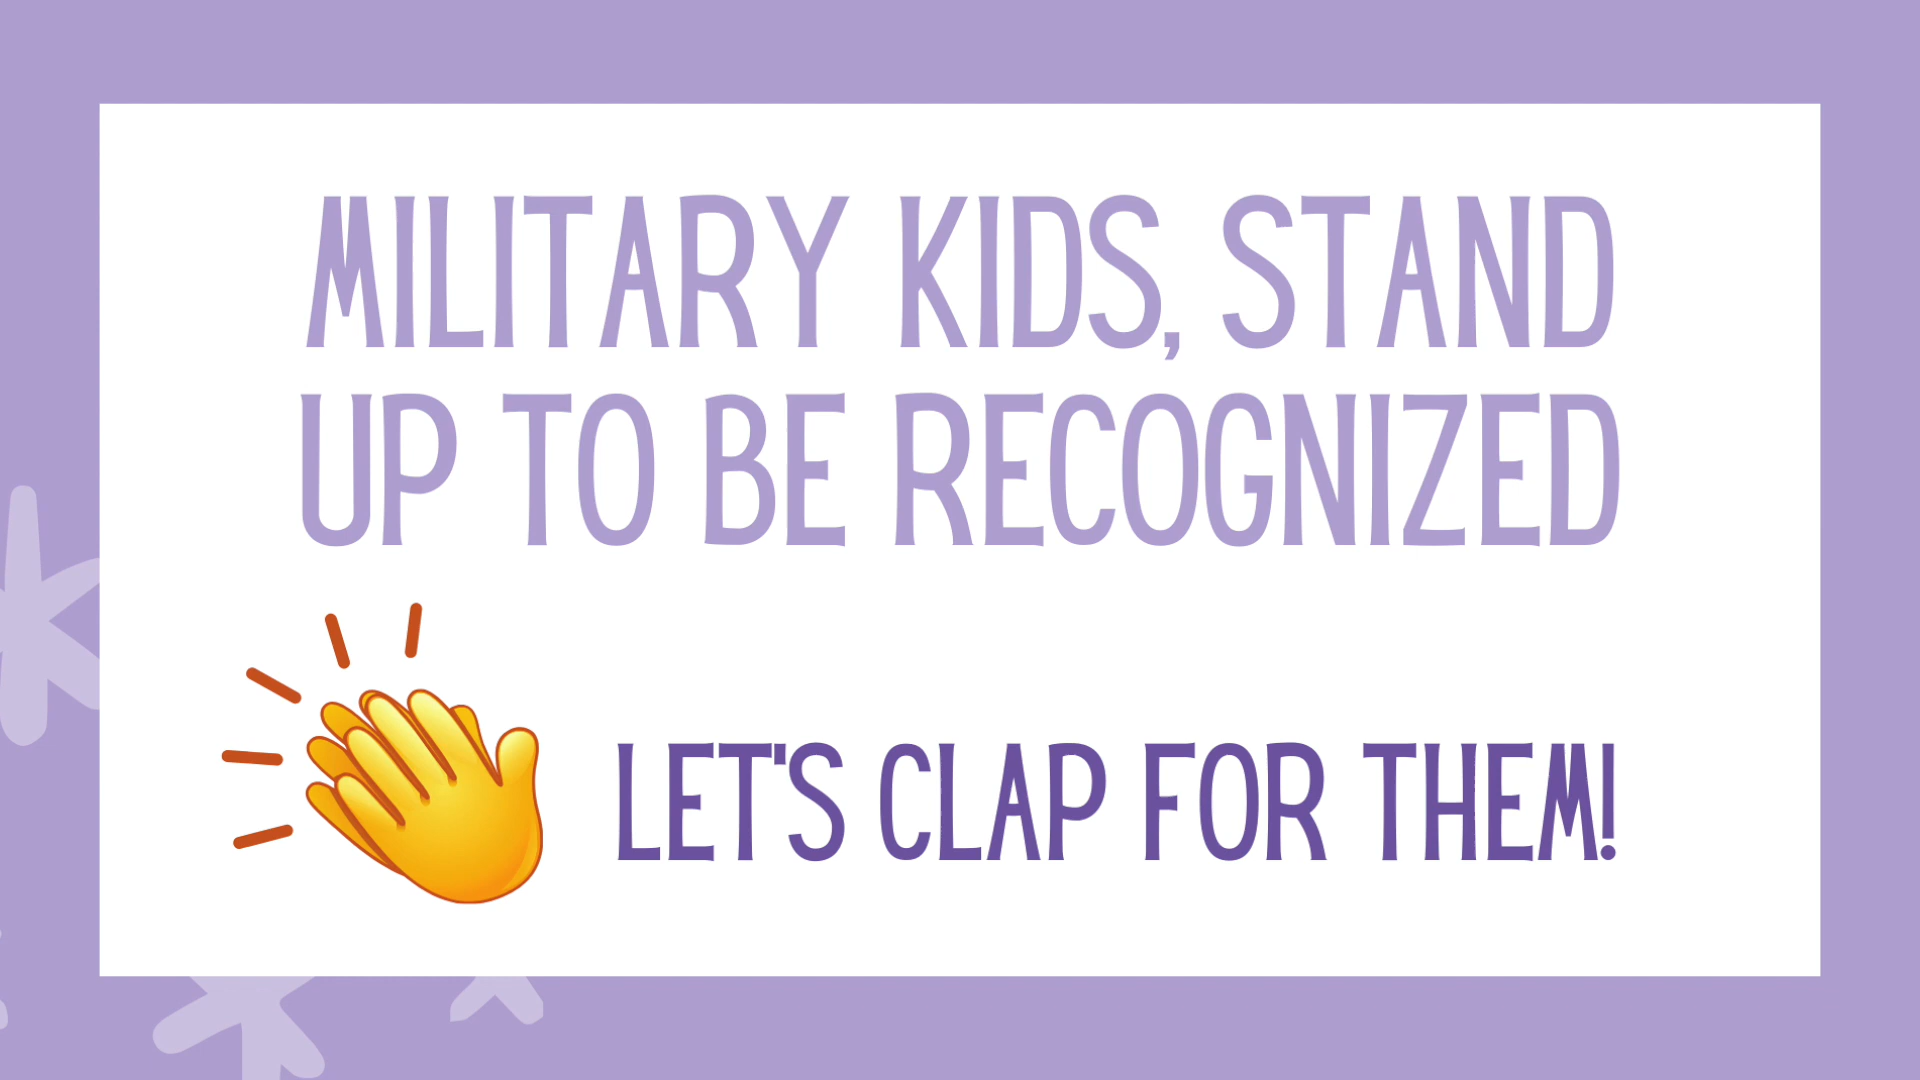 MILITARY KIDS, STAND
UP TO BE RECOGNIZED
LET'S CLAP FOR THEM!